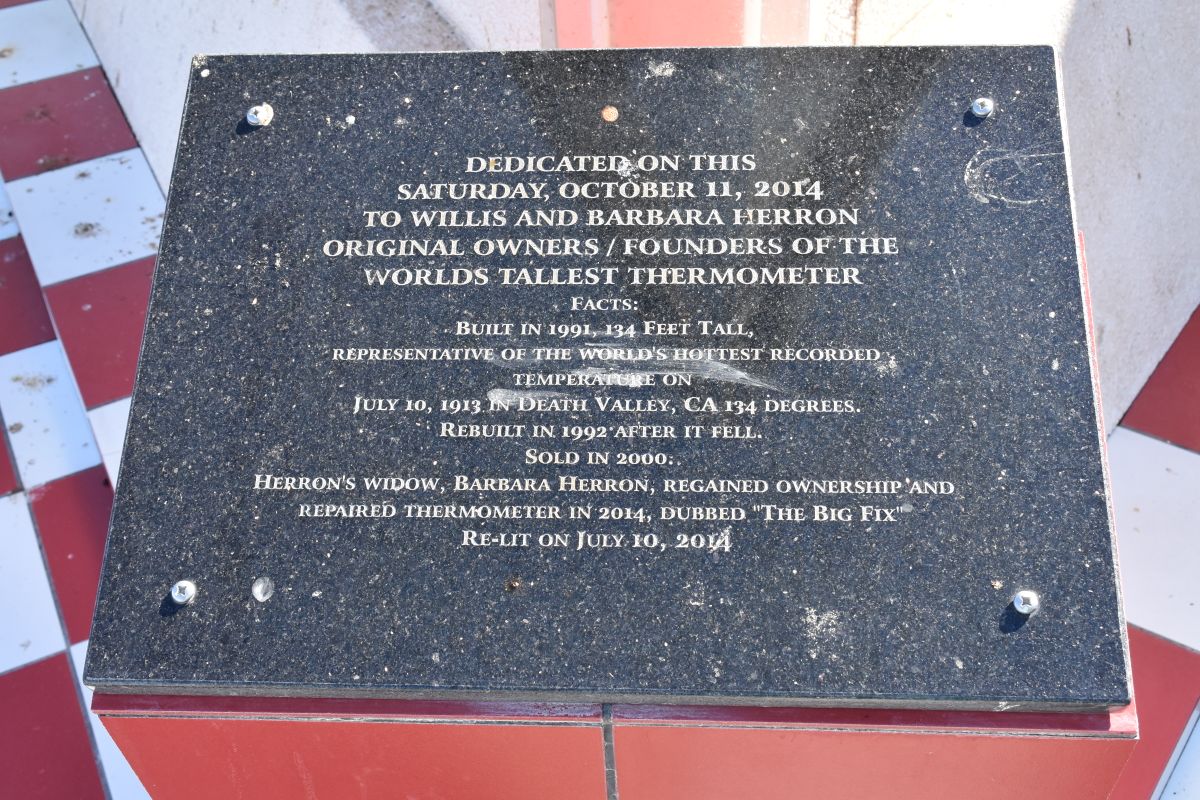 DEDICATED ON THIS
SATURDAY, OCTOBER 11, 2014
TO WILLIS AND BARBARA HERRON
ORIGINAL OWNERS / FOUNDERS OF THE
WORLDS TALLEST THERMOMETER
FACTS:
BUILT IN 1991, 134 FEET TALL,
REPRESENTATIVE OF THE WORLD'S HOTTEST RECORDED
TEMPERATURE ON
JULY 10, 1913 IN DEATH VALLEY, CA 134 DEGREES.
REBUILT IN 1992 AFTER IT FELL.
SOLD IN 2000.
HERRON'S WIDOW, BARBARA HERRON, REGAINED OWNERSHIP AND
REPAIRED THERMOMETER IN 2014, DUBBED "THE BIG FIX"
RE-LIT ON JULY 10, 2014